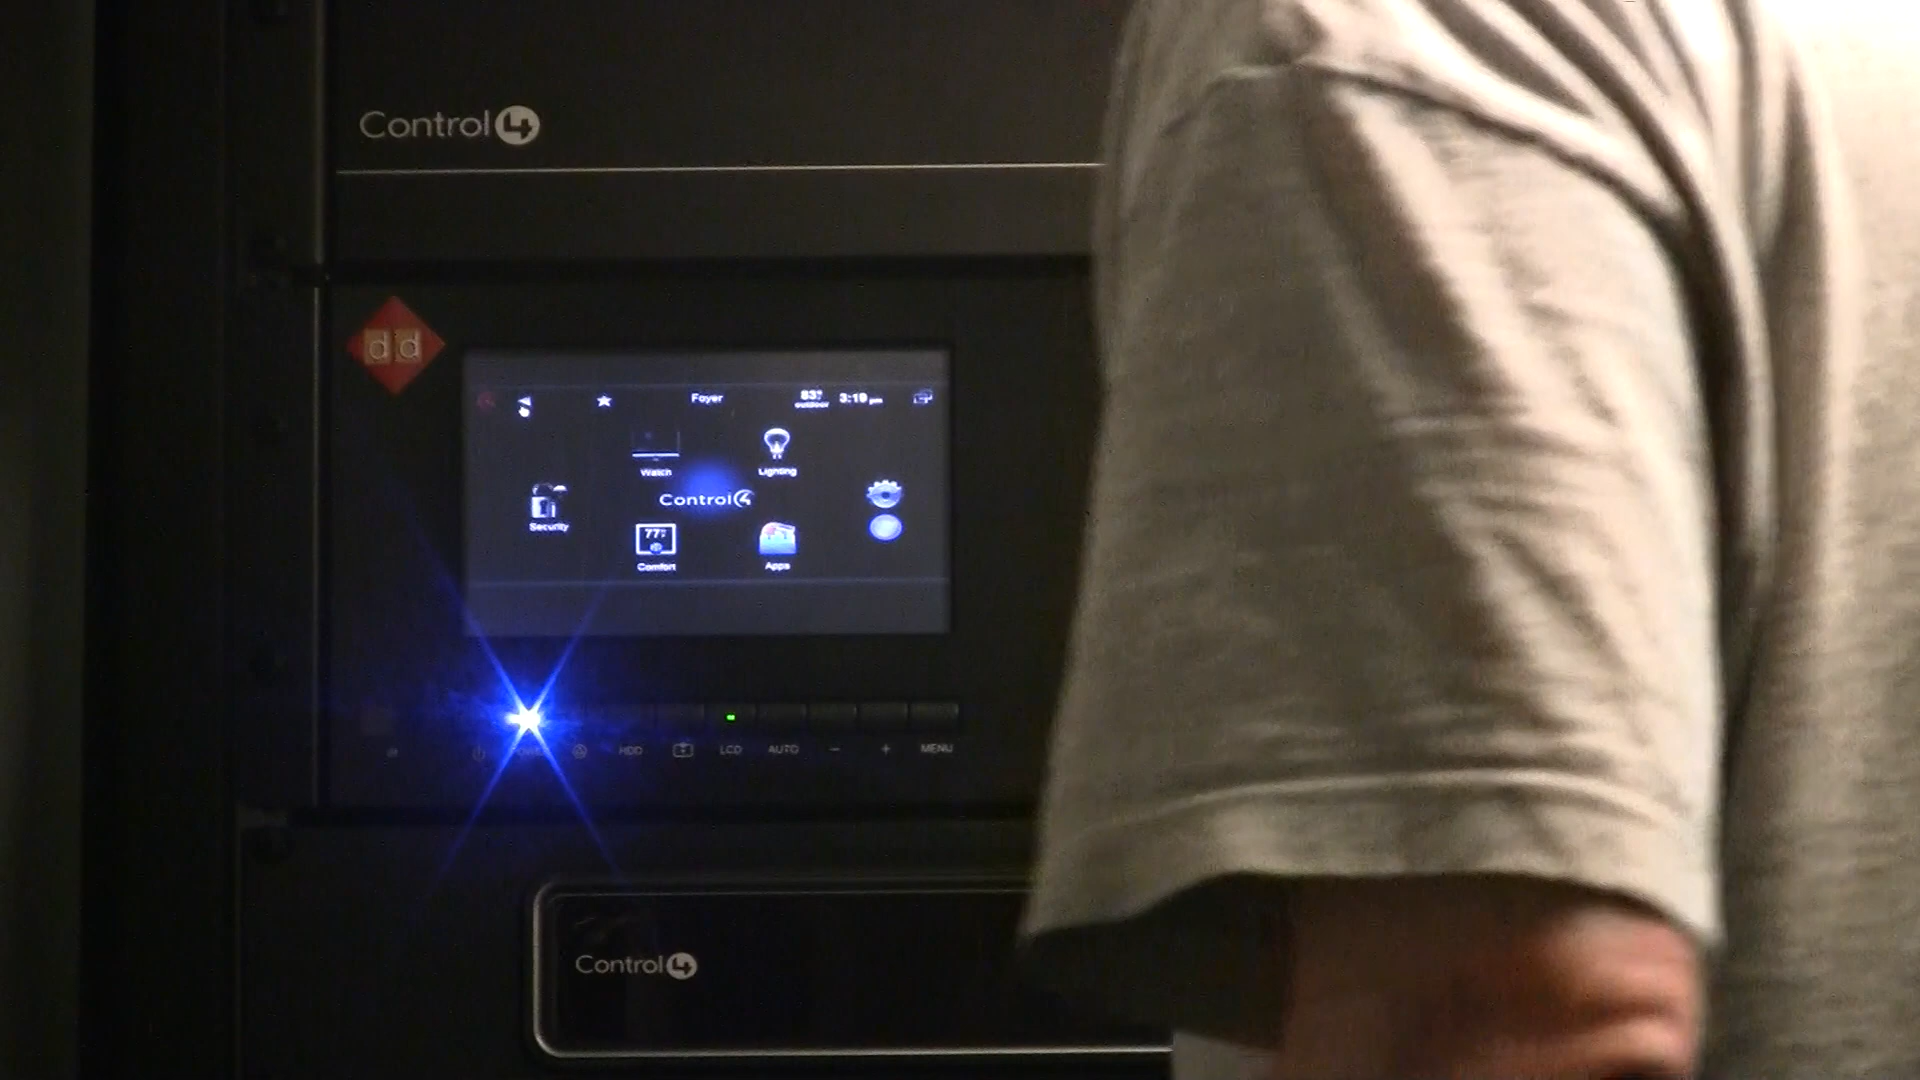 Control4
dd
Foyer
83°
outdoor
3:19 pm
Watch
Lighting
Control4
Security
77°
Comfort
Apps
POWER
HDD
LCD
AUTO
−
+
MENU
Control4